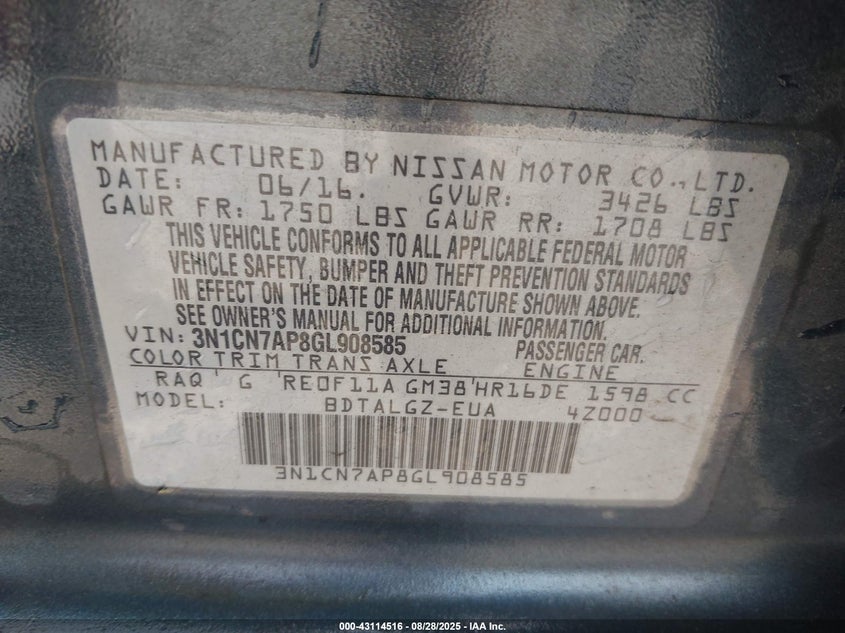 MANUFACTURED BY NISSAN MOTOR CO.,LTD.
DATE: 06/16. GVWR: 3426 LBS
GAWR FR: 1750 LBS GAWR RR: 1708 LBS
THIS VEHICLE CONFORMS TO ALL APPLICABLE FEDERAL MOTOR
VEHICLE SAFETY, BUMPER AND THEFT PREVENTION STANDARDS
IN EFFECT ON THE DATE OF MANUFACTURE SHOWN ABOVE.
SEE OWNER'S MANUAL FOR ADDITIONAL INFORMATION.
VIN: 3N1CN7AP8GL908585 PASSENGER CAR.
COLOR TRIM TRANS AXLE ENGINE
RAQ G RE0F11A GM38 HR16DE 1598 CC
MODEL: BDTALGZ-EUA 4Z000
3N1CN7AP8GL908585
000-43114516 - 08/28/2025 - IAA Inc.